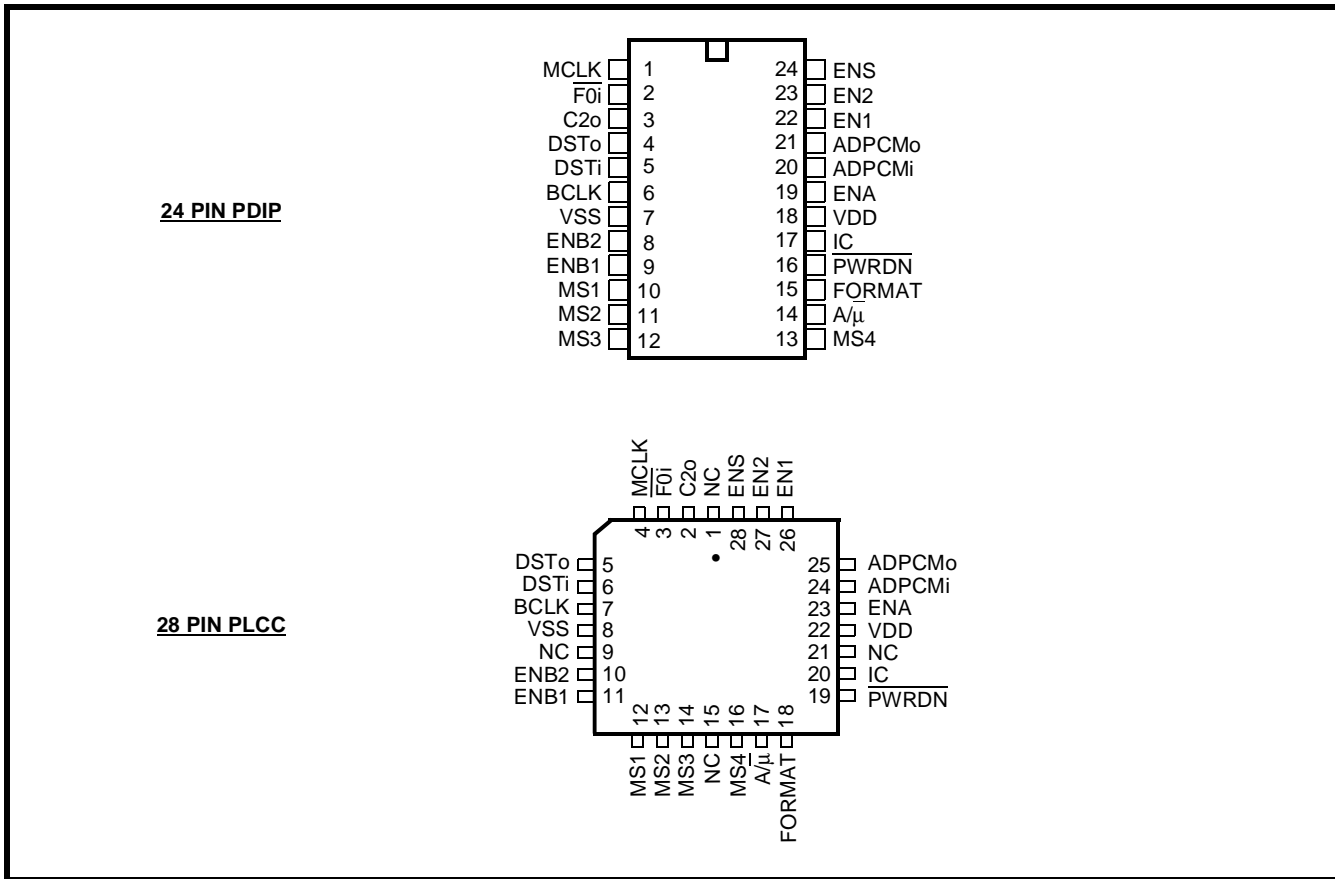 MCLK 1 24 ENS
F̅0̅i̅ 2 23 EN2
C2o 3 22 EN1
DSTo 4 21 ADPCMo
DSTi 5 20 ADPCMi
BCLK 6 19 ENA
24 PIN PDIP
VSS 7 18 VDD
ENB2 8 17 IC
ENB1 9 16 P̅W̅R̅D̅N̅
MS1 10 15 FORMAT
MS2 11 14 A/μ̅
MS3 12 13 MS4
MCLK F̅0̅i̅ C2o NC ENS EN2 EN1
4 3 2 1 28 27 26
DSTo 5 25 ADPCMo
DSTi 6 24 ADPCMi
BCLK 7 23 ENA
28 PIN PLCC
VSS 8 22 VDD
NC 9 21 NC
ENB2 10 20 IC
ENB1 11 19 P̅W̅R̅D̅N̅
12 13 14 15 16 17 18
MS1 MS2 MS3 NC MS4 A/μ̅ FORMAT